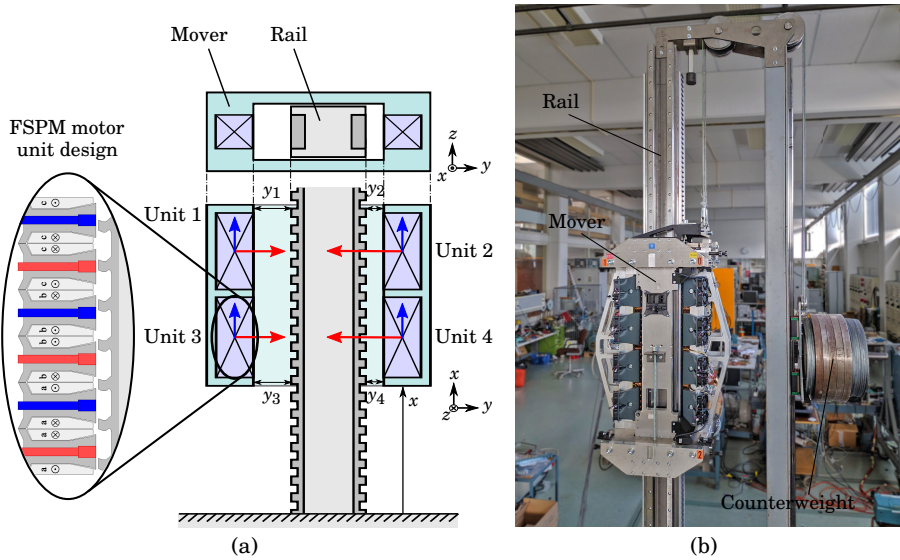 Mover
Rail
FSPM motor
unit design
z
x
y
y1
y2
Unit 1
Unit 2
Unit 3
Unit 4
y3
y4
x
x
z
y
c
c
c
c
b
b
b
b
a
a
a
a
(a)
Rail
Mover
Counterweight
(b)